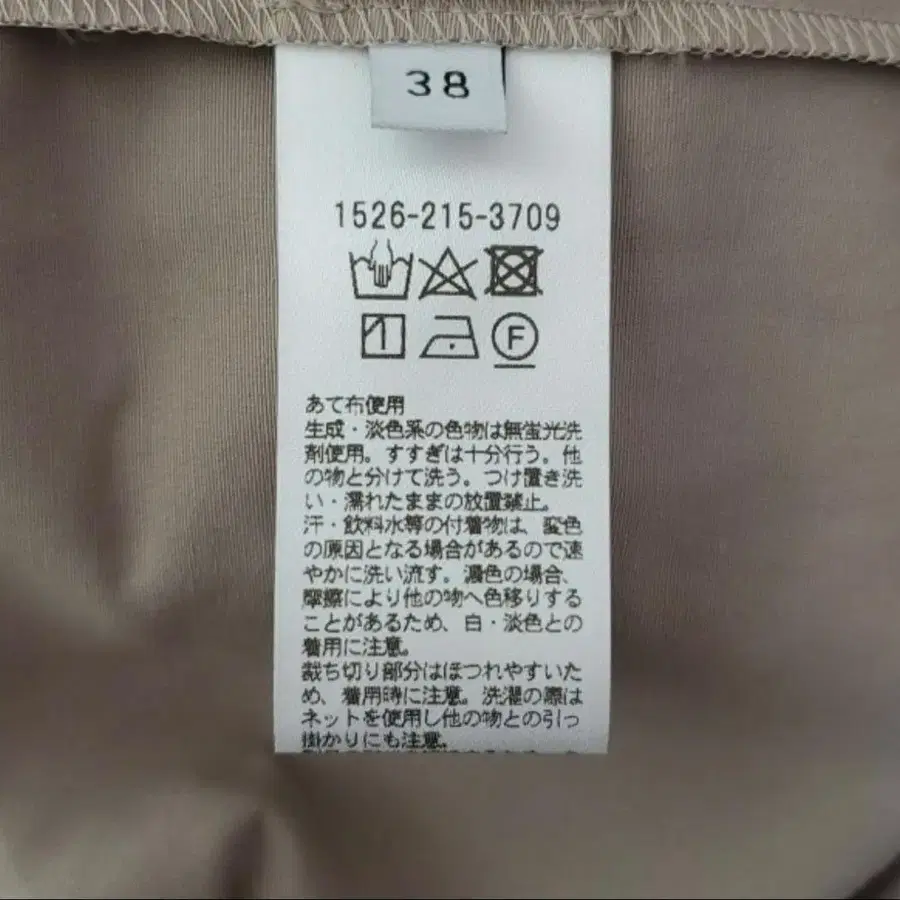 38
1526-215-3709
F
あて布使用
生成・淡色系の色物は無蛍光洗
剤使用。すすぎは十分行う。他
の物と分けて洗う。つけ置き洗
い・濡れたままの放置禁止。
汗・飲料水等の付着物は、変色
の原因となる場合があるので速
やかに洗い流す。濃色の場合、
摩擦により他の物へ色移りする
ことがあるため、白・淡色との
着用に注意。
裁ち切り部分はほつれやすいた
め、着用時に注意。洗濯の際は
ネットを使用し他の物との引っ
掛かりにも注意。